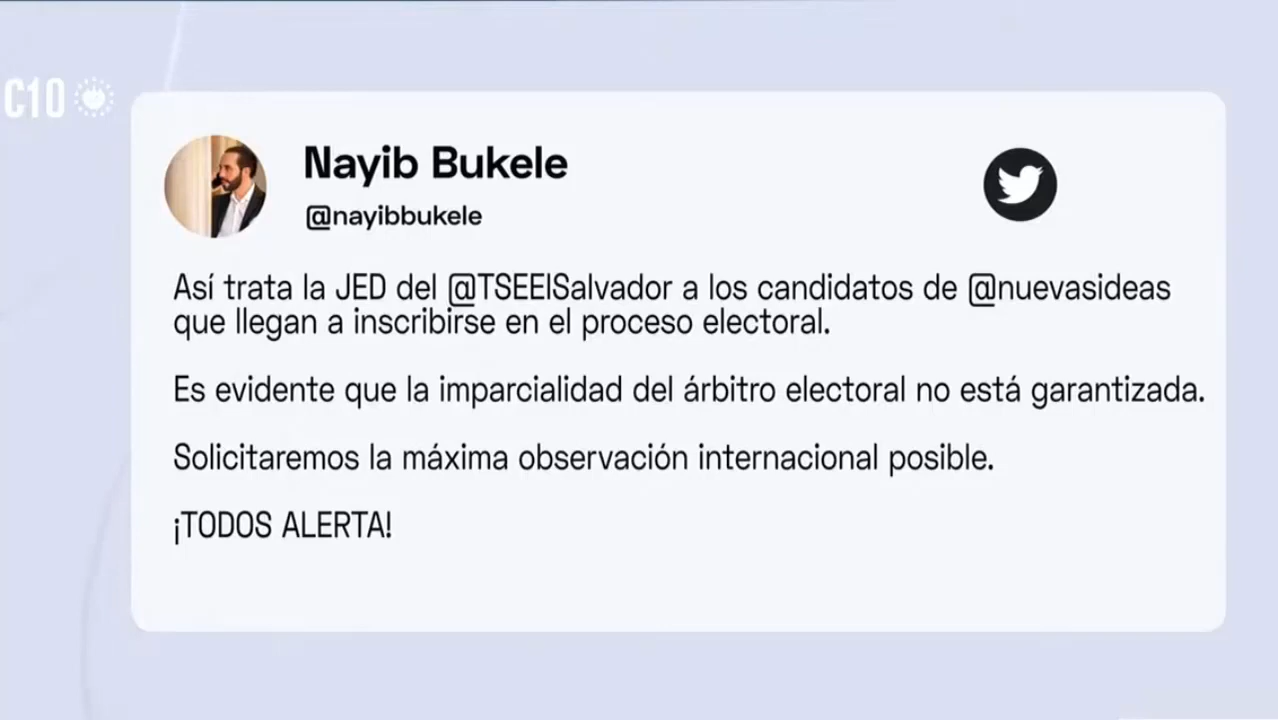 C10
Nayib Bukele
@nayibbukele
Así trata la JED del @TSEElSalvador a los candidatos de @nuevasideas
que llegan a inscribirse en el proceso electoral.
Es evidente que la imparcialidad del árbitro electoral no está garantizada.
Solicitaremos la máxima observación internacional posible.
¡TODOS ALERTA!